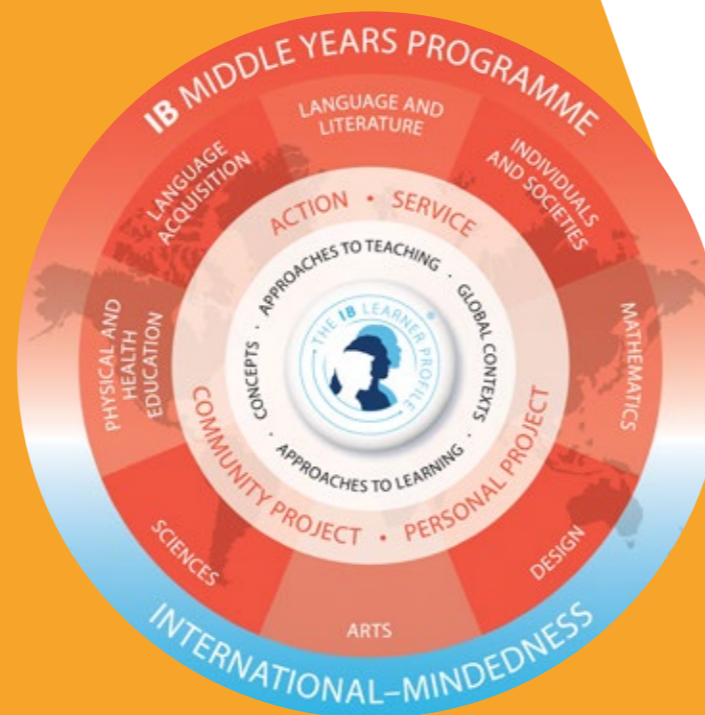 IB MIDDLE YEARS PROGRAMME
LANGUAGE AND
LITERATURE
INDIVIDUALS
AND SOCIETIES
MATHEMATICS
DESIGN
ARTS
SCIENCES
PHYSICAL AND
HEALTH
EDUCATION
LANGUAGE
ACQUISITION
ACTION • SERVICE
PERSONAL PROJECT
•
COMMUNITY PROJECT
APPROACHES TO TEACHING ·
GLOBAL CONTEXTS ·
APPROACHES TO LEARNING ·
CONCEPTS ·
· THE IB LEARNER PROFILE ·
®
INTERNATIONAL–MINDEDNESS